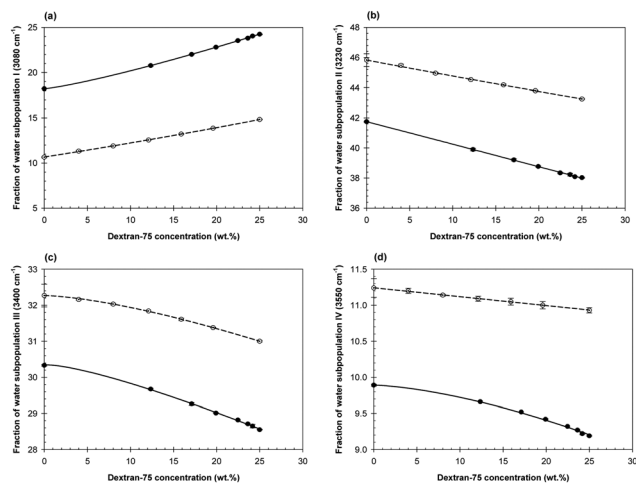 (a)
Fraction of water subpopulation I (3080 cm⁻¹)
25
20
15
10
5
0 5 10 15 20 25 30
Dextran-75 concentration (wt.%)
(b)
Fraction of water subpopulation II (3230 cm⁻¹)
48
46
44
42
40
38
36
0 5 10 15 20 25 30
Dextran-75 concentration (wt.%)
(c)
Fraction of water subpopulation III (3400 cm⁻¹)
33
32
31
30
29
28
0 5 10 15 20 25 30
Dextran-75 concentration (wt.%)
(d)
Fraction of water subpopulation IV (3550 cm⁻¹)
11.5
11.0
10.5
10.0
9.5
9.0
0 5 10 15 20 25 30
Dextran-75 concentration (wt.%)